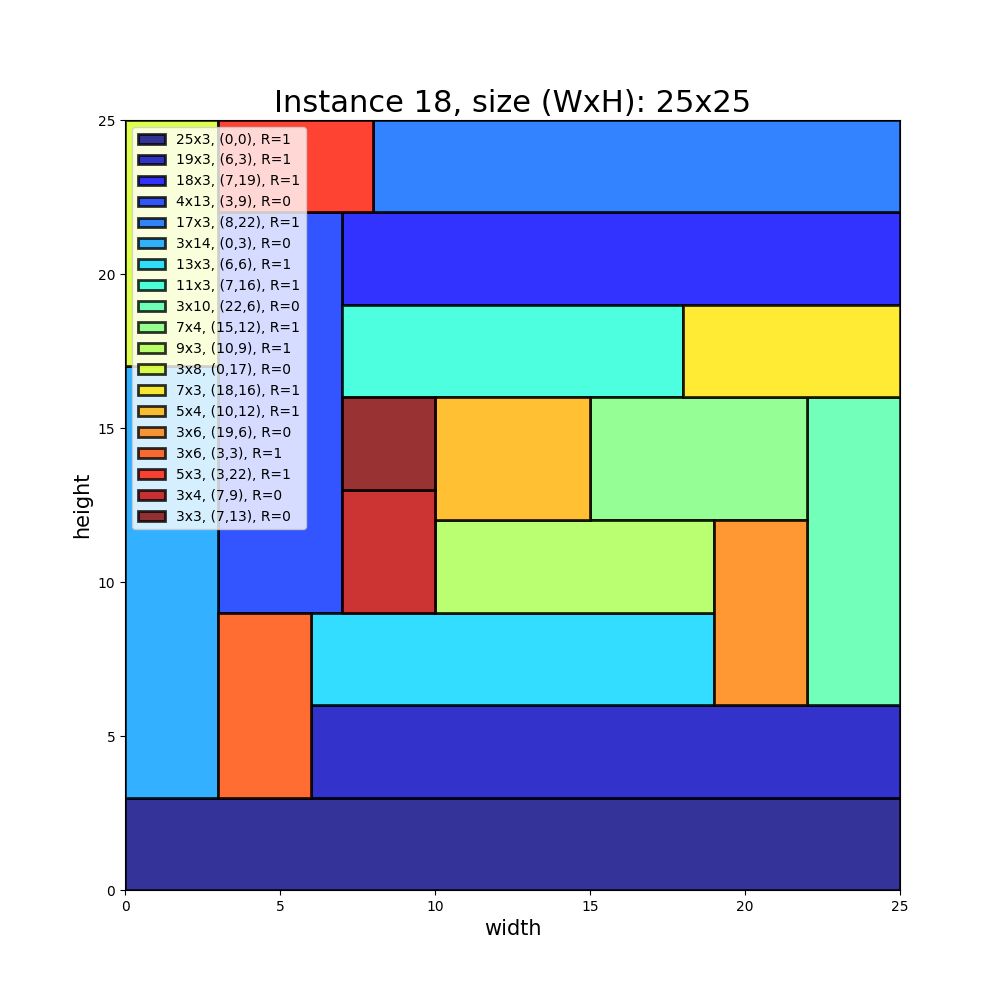 Instance 18, size (WxH): 25x25
25x3, (0,0), R=1
19x3, (6,3), R=1
18x3, (7,19), R=1
4x13, (3,9), R=0
17x3, (8,22), R=1
3x14, (0,3), R=0
13x3, (6,6), R=1
11x3, (7,16), R=1
3x10, (22,6), R=0
7x4, (15,12), R=1
9x3, (10,9), R=1
3x8, (0,17), R=0
7x3, (18,16), R=1
5x4, (10,12), R=1
3x6, (19,6), R=0
3x6, (3,3), R=1
5x3, (3,22), R=1
3x4, (7,9), R=0
3x3, (7,13), R=0
height
25
20
15
10
5
0
0 5 10 15 20 25
width